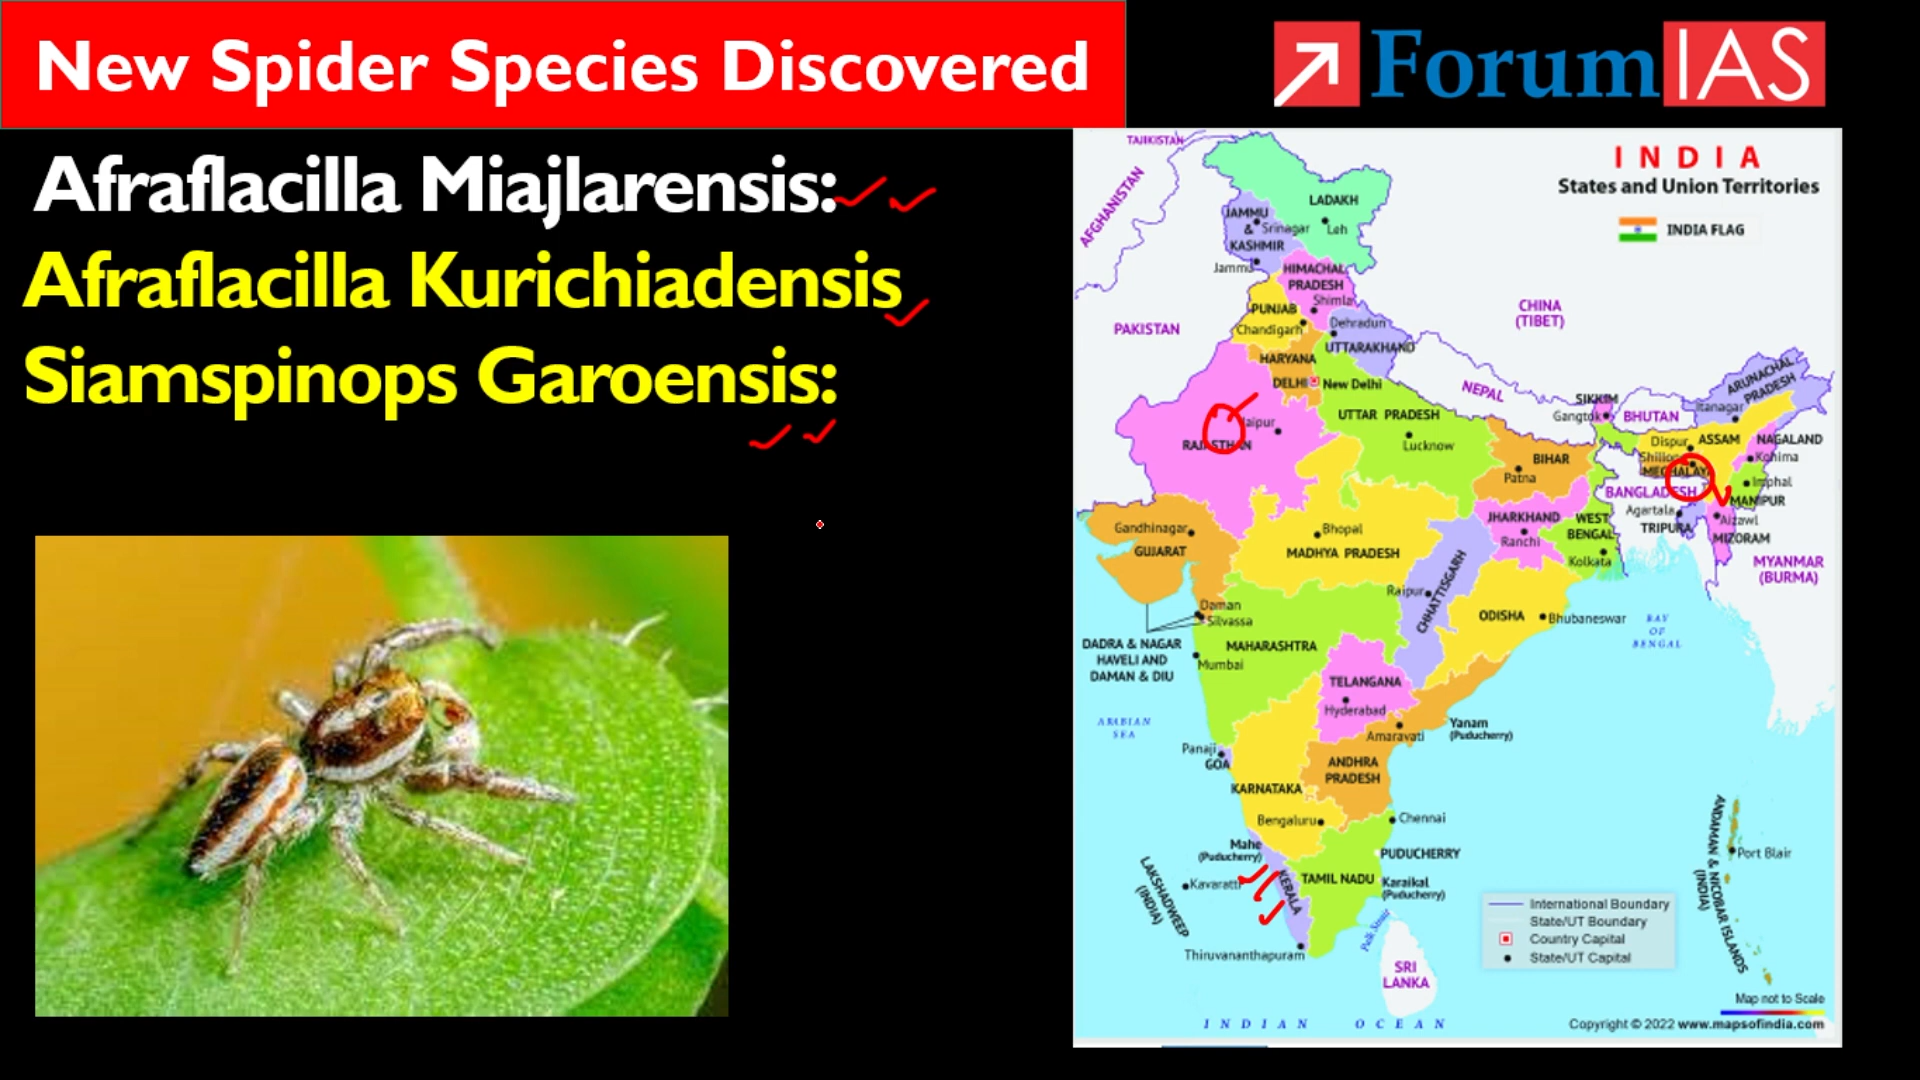 New Spider Species Discovered
ForumIAS
Afraflacilla Miajlarensis:
Afraflacilla Kurichiadensis
Siamspinops Garoensis:
INDIA
States and Union Territories
INDIA FLAG
TAJIKISTAN
AFGHANISTAN
LADAKH
Leh
JAMMU
&
KASHMIR
Srinagar
Jammu
HIMACHAL
PRADESH
Shimla
PUNJAB
Chandigarh
Dehradun
UTTARAKHAND
HARYANA
DELHI
New Delhi
PAKISTAN
CHINA
(TIBET)
NEPAL
SIKKIM
Gangtok
BHUTAN
ARUNACHAL
PRADESH
Itanagar
UTTAR PRADESH
Lucknow
Jaipur
RAJASTHAN
BIHAR
Patna
Dispur
ASSAM
NAGALAND
Kohima
Shillong
MEGHALAYA
Imphal
MANIPUR
BANGLADESH
Agartala
TRIPURA
Aizawl
MIZORAM
MYANMAR
(BURMA)
Gandhinagar
GUJARAT
Bhopal
MADHYA PRADESH
JHARKHAND
Ranchi
WEST
BENGAL
Kolkata
CHHATTISGARH
Raipur
ODISHA
Bhubaneswar
BAY
OF
BENGAL
Daman
Silvassa
DADRA & NAGAR
HAVELI AND
DAMAN & DIU
MAHARASHTRA
Mumbai
TELANGANA
Hyderabad
ARABIAN
SEA
Yanam
(Puducherry)
Amaravati
Panaji
GOA
ANDHRA
PRADESH
KARNATAKA
Bengaluru
Chennai
Mahe
(Puducherry)
PUDUCHERRY
LAKSHADWEEP
(INDIA)
Kavaratti
KERALA
TAMIL NADU
Karaikal
(Puducherry)
Thiruvananthapuram
Palk Strait
SRI
LANKA
ANDAMAN & NICOBAR ISLANDS
(INDIA)
Port Blair
International Boundary
State/UT Boundary
Country Capital
State/UT Capital
Map not to Scale
INDIAN OCEAN
Copyright © 2022 www.mapsofindia.com